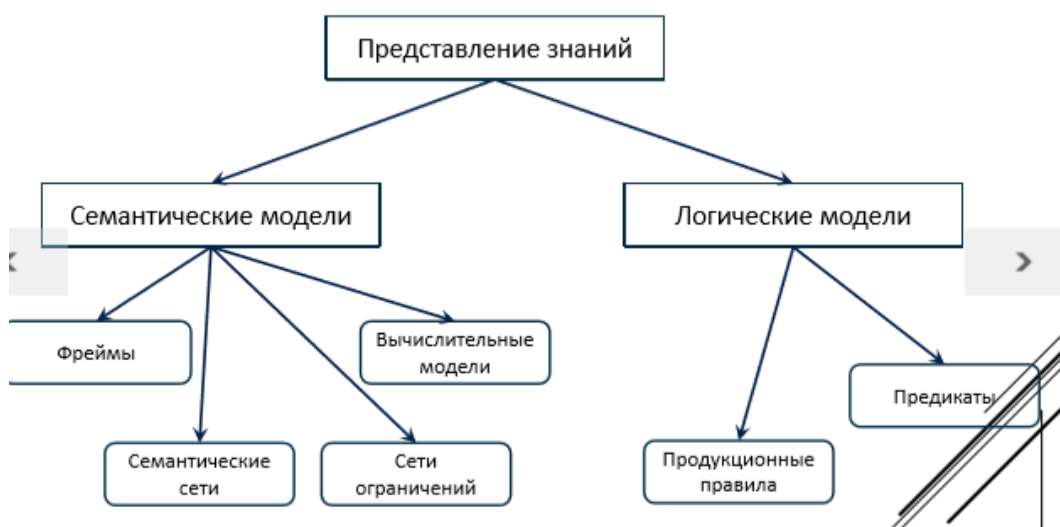 Представление знаний
Семантические модели
Логические модели
Фреймы
Вычислительные
модели
Предикаты
Семантические
сети
Сети
ограничений
Продукционные
правила